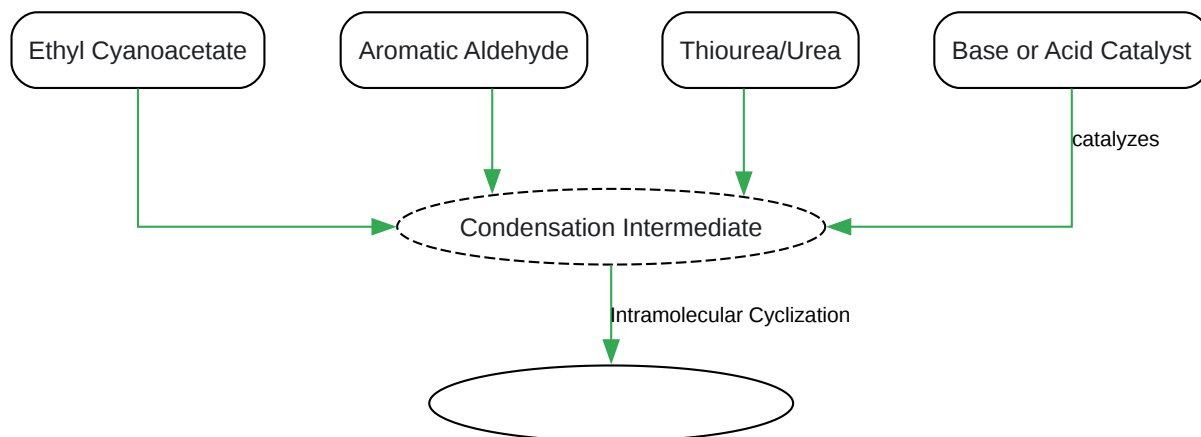 Ethyl Cyanoacetate
Aromatic Aldehyde
Thiourea/Urea
Base or Acid Catalyst
catalyzes
Condensation Intermediate
Intramolecular Cyclization